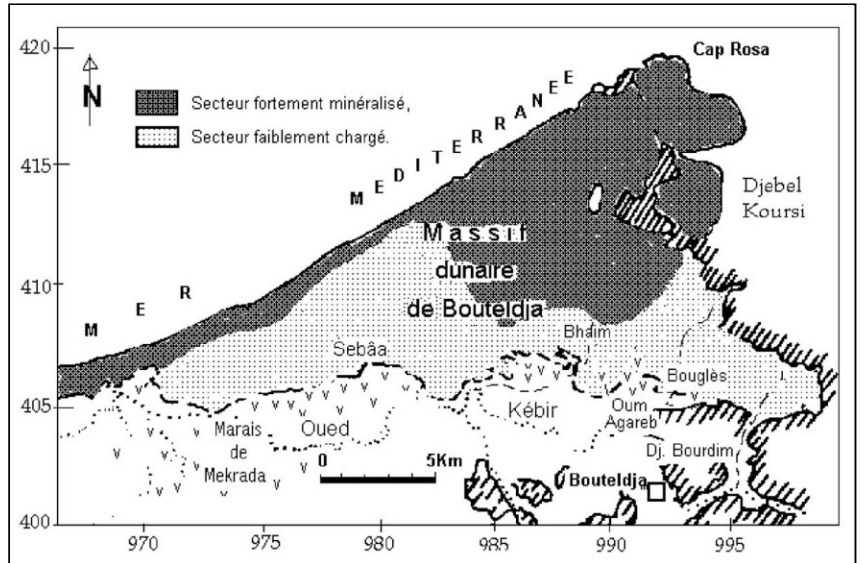 420
415
410
405
400
970
975
980
985
990
995
N
Secteur fortement minéralisé,
Secteur faiblement chargé.
MER MEDITERRANEE
Cap Rosa
Djebel
Koursi
Massif
dunaire
de Bouteldja
Sebâa
Bhaim
Bouglès
Marais
de
Mekrada
Oued
Kébir
Oum
Agareb
Dj. Bourdim
0 5Km
Bouteldja